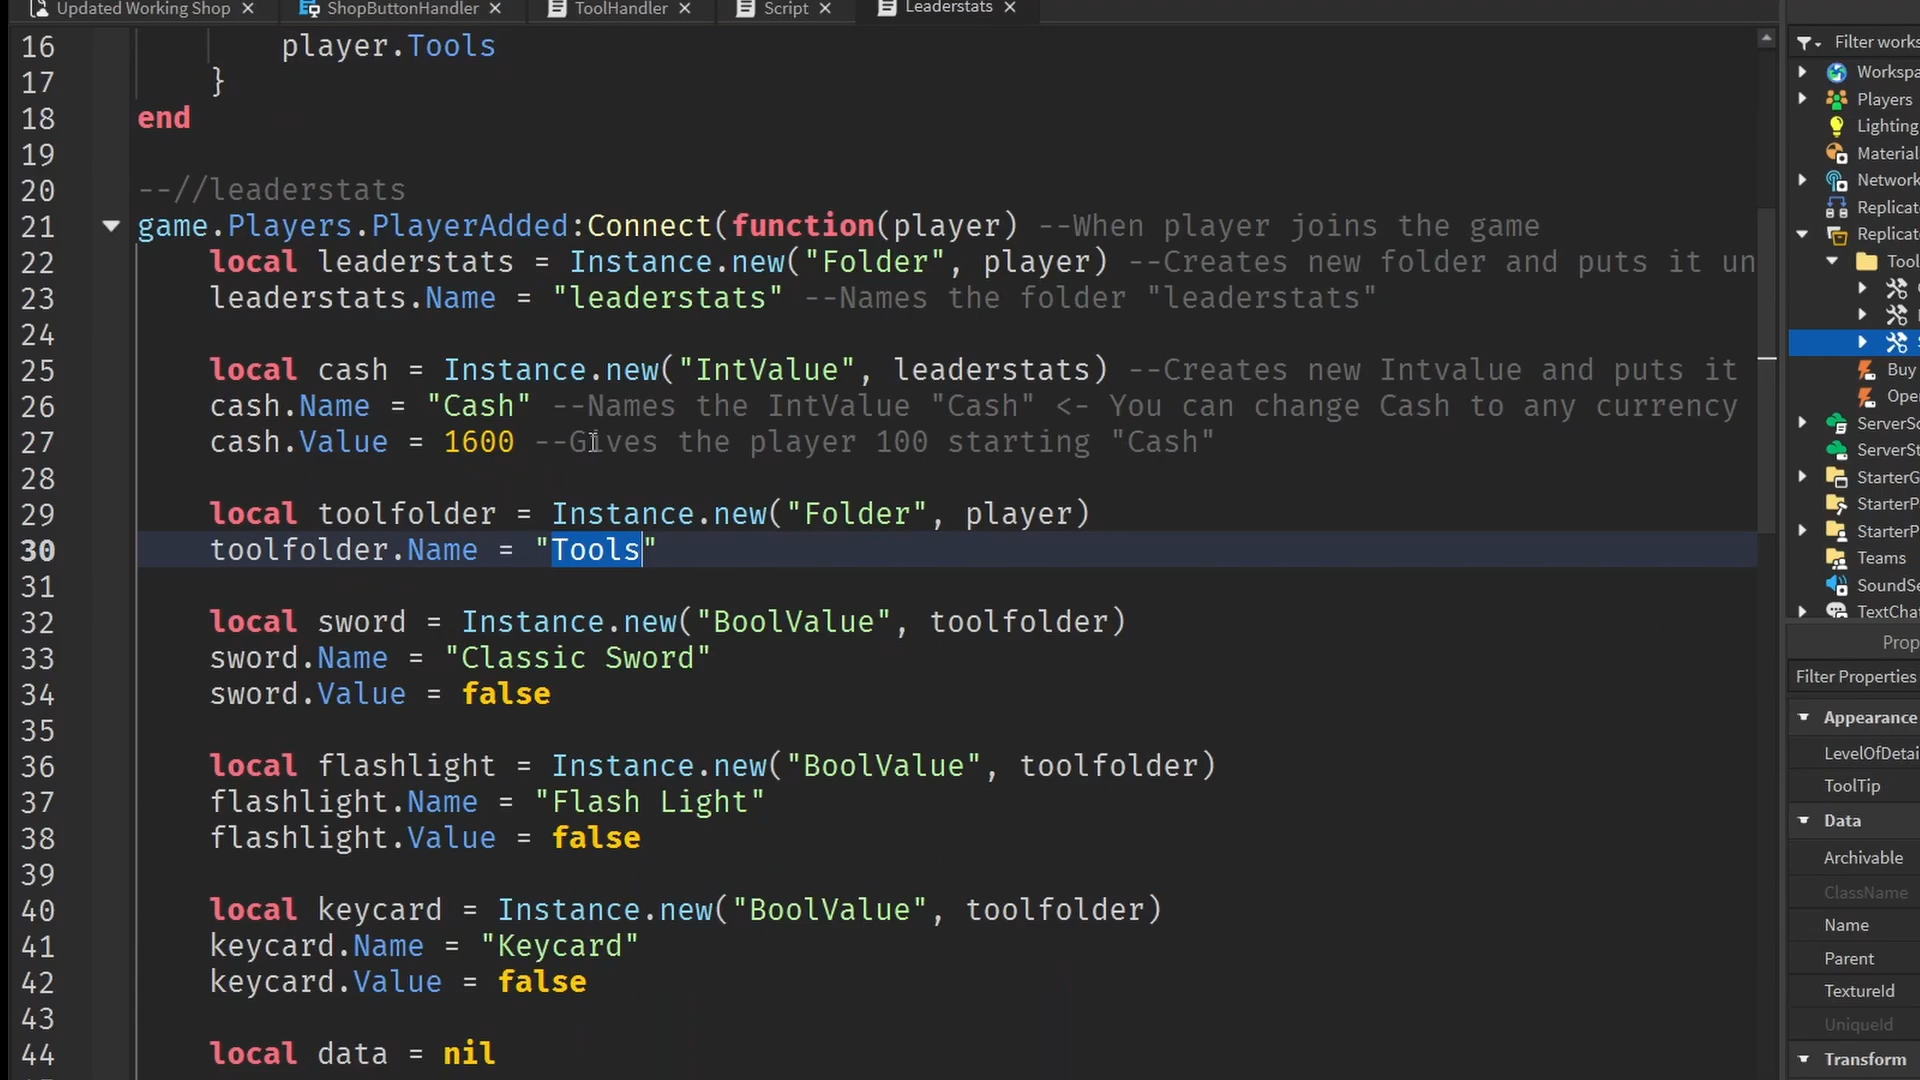 Updated Working Shop
ShopButtonHandler
ToolHandler
Script
Leaderstats
16 player.Tools
17 }
18 end
19
20 --//leaderstats
21 game.Players.PlayerAdded:Connect(function(player) --When player joins the game
22 local leaderstats = Instance.new("Folder", player) --Creates new folder and puts it un
23 leaderstats.Name = "leaderstats" --Names the folder "leaderstats"
24
25 local cash = Instance.new("IntValue", leaderstats) --Creates new Intvalue and puts it
26 cash.Name = "Cash" --Names the IntValue "Cash" <- You can change Cash to any currency
27 cash.Value = 1600 --Gives the player 100 starting "Cash"
28
29 local toolfolder = Instance.new("Folder", player)
30 toolfolder.Name = "Tools"
31
32 local sword = Instance.new("BoolValue", toolfolder)
33 sword.Name = "Classic Sword"
34 sword.Value = false
35
36 local flashlight = Instance.new("BoolValue", toolfolder)
37 flashlight.Name = "Flash Light"
38 flashlight.Value = false
39
40 local keycard = Instance.new("BoolValue", toolfolder)
41 keycard.Name = "Keycard"
42 keycard.Value = false
43
44 local data = nil
Filter works
Workspa
Players
Lighting
Material
Network
Replicat
Replicat
Tool
Buy
Oper
ServerSc
ServerSt
StarterG
StarterP
StarterP
Teams
SoundSe
TextCha
Prop
Filter Properties
Appearance
LevelOfDetai
ToolTip
Data
Archivable
ClassName
Name
Parent
TextureId
UniqueId
Transform